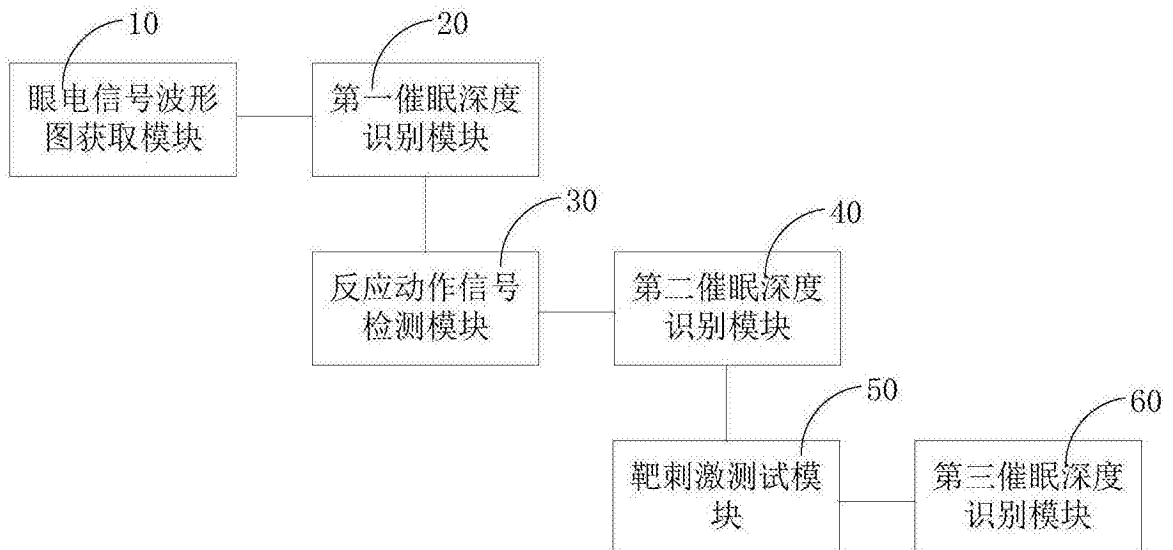 10
眼电信号波形
图获取模块
20
第一催眠深度
识别模块
30
反应动作信号
检测模块
40
第二催眠深度
识别模块
50
靶刺激测试模
块
60
第三催眠深度
识别模块